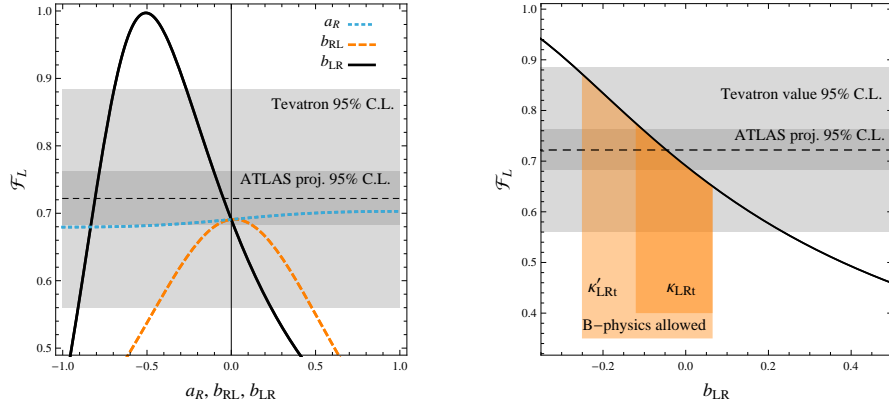 a_R
b_RL
b_LR
Tevatron 95% C.L.
ATLAS proj. 95% C.L.
ℱ_L
1.0
0.9
0.8
0.7
0.6
0.5
-1.0 -0.5 0.0 0.5 1.0
a_R, b_RL, b_LR
Tevatron value 95% C.L.
ATLAS proj. 95% C.L.
ℱ_L
1.0
0.9
0.8
0.7
0.6
0.5
0.4
κ′_LRt κ_LRt
B−physics allowed
-0.2 0.0 0.2 0.4
b_LR